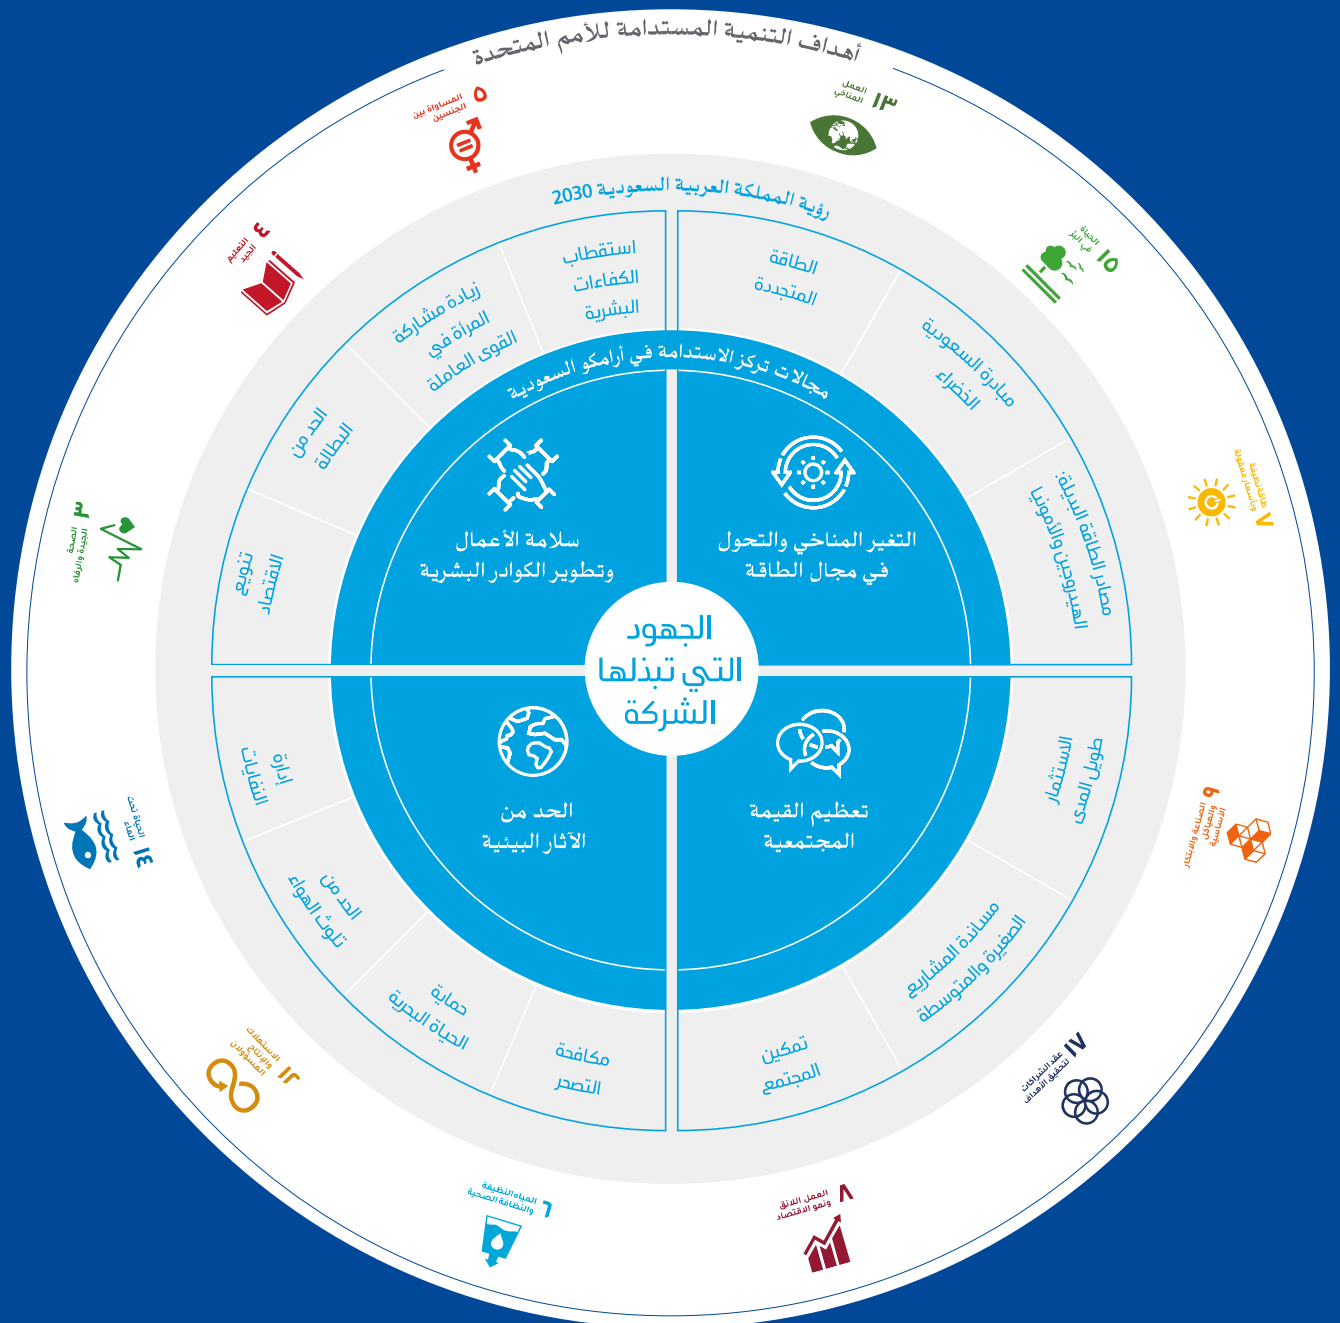 أهداف التنمية المستدامة للأمم المتحدة
١٣
العمل
المناخي
١٥
الحياة
في البرّ
٧
طاقة نظيفة
وبأسعار معقولة
٩
الصناعة والابتكار
والهياكل
الأساسية
١٧
عقد الشراكات
لتحقيق الأهداف
٨
العمل اللائق
ونمو الاقتصاد
٦
المياه النظيفة
والنظافة الصحية
١٢
الاستهلاك
والإنتاج
المسؤولان
١٤
الحياة تحت
الماء
٣
الصحة
الجيدة والرفاه
٤
التعليم
الجيد
٥
المساواة بين
الجنسين
رؤية المملكة العربية السعودية 2030
الطاقة
المتجددة
مبادرة السعودية
الخضراء
مصادر الطاقة البديلة:
الهيدروجين والأمونيا
طويل المدى
الاستثمار
مساندة المشاريع
الصغيرة والمتوسطة
تمكين
المجتمع
مكافحة
التصحر
حماية
الحياة البحرية
الحد من
تلوث الهواء
إدارة
النفايات
تنويع
الاقتصاد
الحد من
البطالة
زيادة مشاركة
المرأة في
القوى العاملة
استقطاب
الكفاءات
البشرية
مجالات تركز الاستدامة في أرامكو السعودية
التغير المناخي والتحول
في مجال الطاقة
سلامة الأعمال
وتطوير الكوادر البشرية
الجهود
التي تبذلها
الشركة
تعظيم القيمة
المجتمعية
الحد من
الآثار البيئية